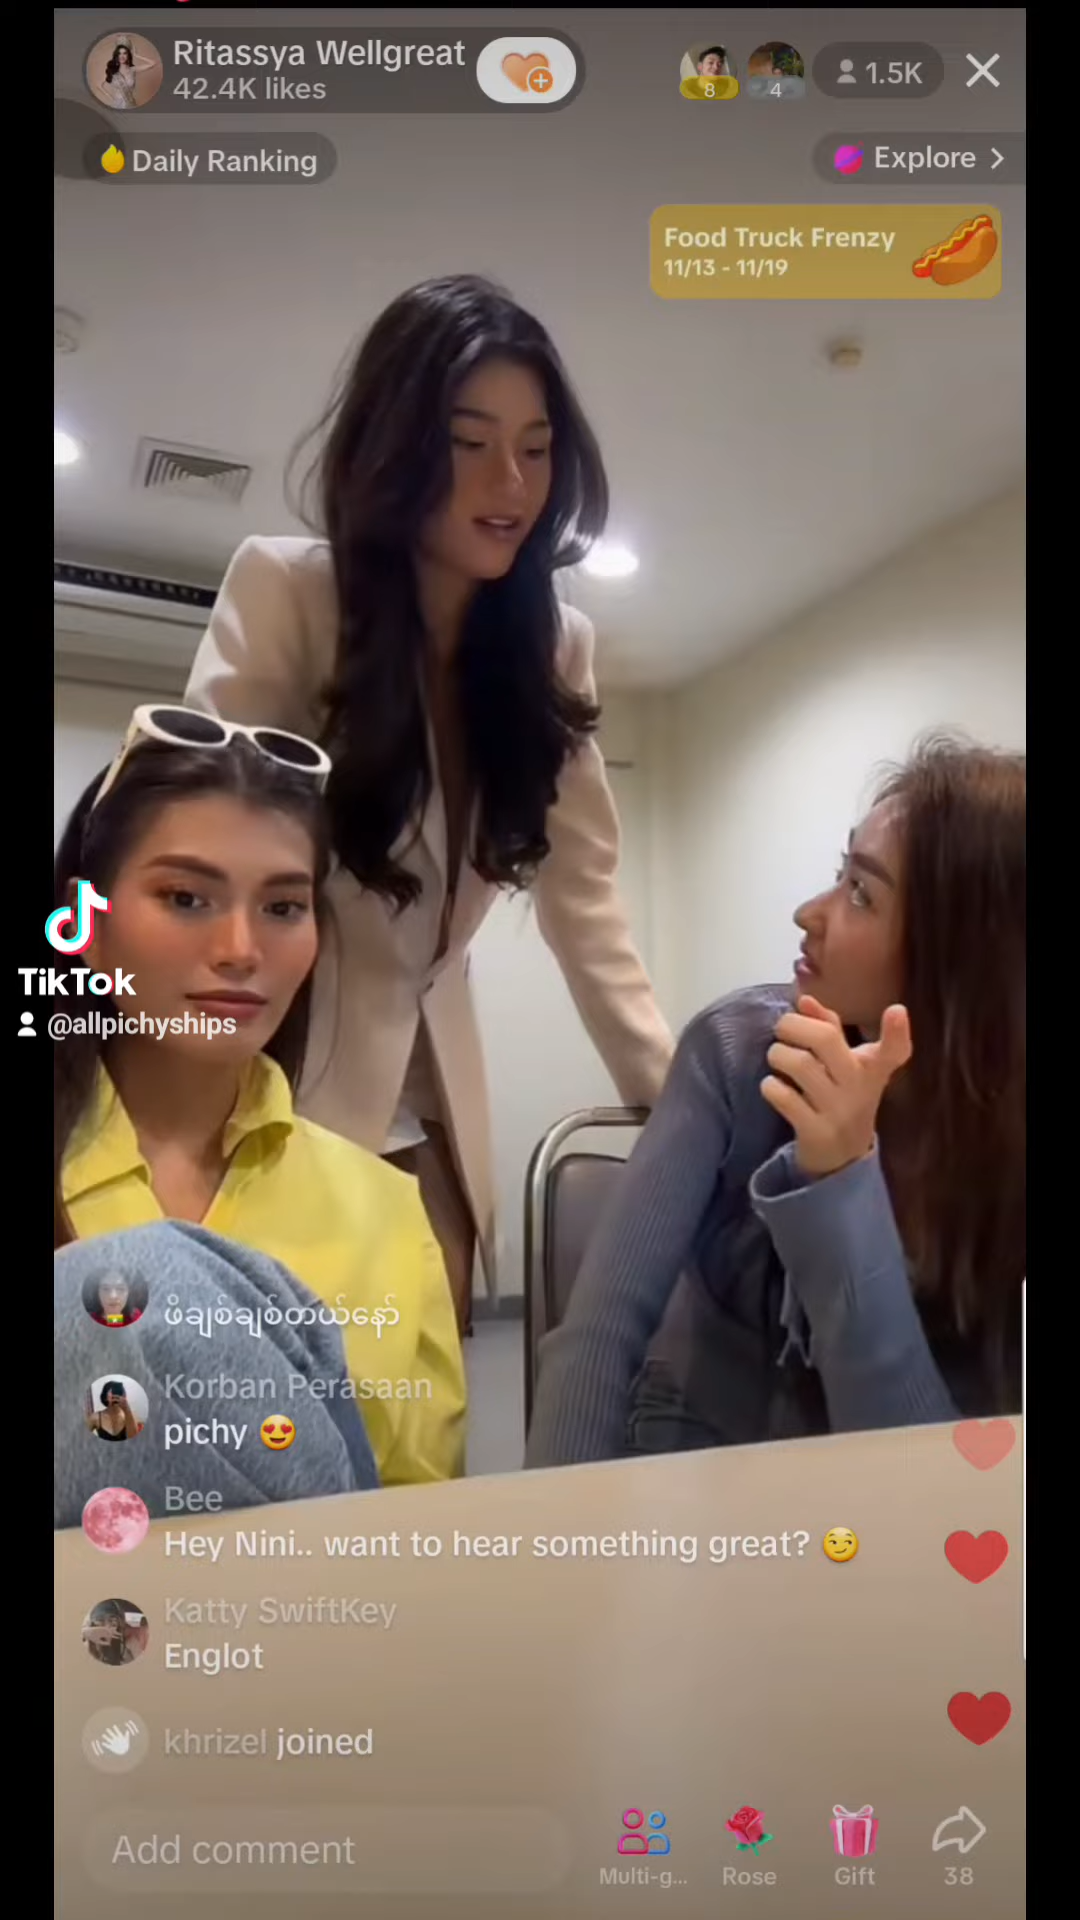 Ritassya Wellgreat
42.4K likes
8
4
1.5K
Daily Ranking
Explore
Food Truck Frenzy
11/13 - 11/19
TikTok
@allpichyships
ဖိချစ်ချစ်တယ်နော်
Korban Perasaan
pichy 😍
Bee
Hey Nini.. want to hear something great? 😏
Katty SwiftKey
Englot
khrizel joined
Add comment
Multi-g...
Rose
Gift
38